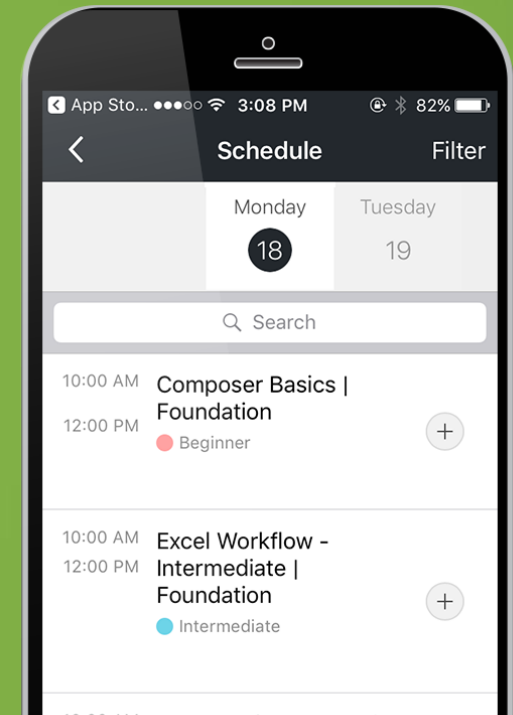 App Sto... 3:08 PM 82%
Schedule Filter
Monday Tuesday
18 19
Search
10:00 AM Composer Basics |
Foundation
12:00 PM
Beginner
10:00 AM Excel Workflow -
12:00 PM Intermediate |
Foundation
Intermediate